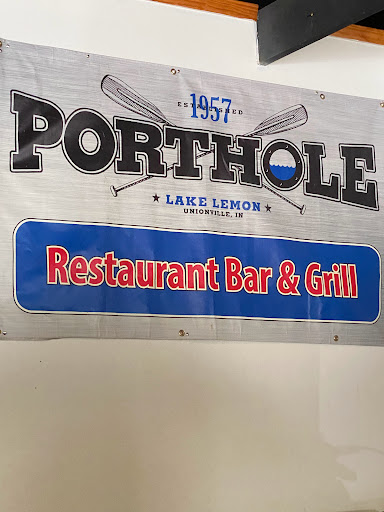 ESTABLISHED
1957
PORTHOLE
★ LAKE LEMON ★
UNIONVILLE, IN
Restaurant Bar & Grill